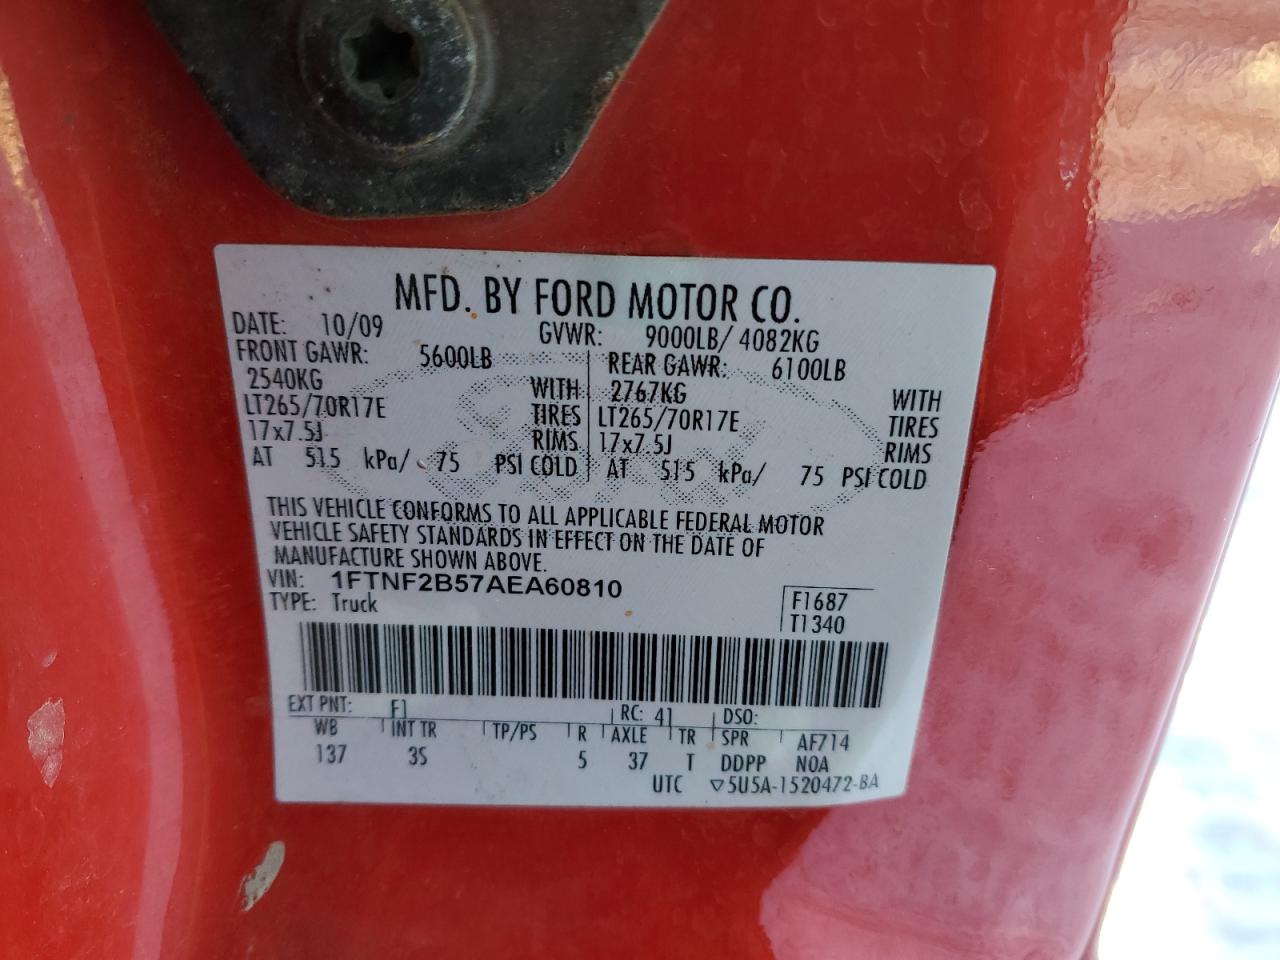 MFD. BY FORD MOTOR CO.
DATE: 10/09 GVWR: 9000LB/ 4082KG
FRONT GAWR: 5600LB REAR GAWR: 6100LB
2540KG WITH 2767KG WITH
LT265/70R17E TIRES LT265/70R17E TIRES
17x7.5J RIMS 17x7.5J RIMS
AT 515 kPa/ 75 PSI COLD AT 515 kPa/ 75 PSI COLD
THIS VEHICLE CONFORMS TO ALL APPLICABLE FEDERAL MOTOR
VEHICLE SAFETY STANDARDS IN EFFECT ON THE DATE OF
MANUFACTURE SHOWN ABOVE.
VIN: 1FTNF2B57AEA60810
TYPE: Truck
F1687
T1340
EXT PNT: F1 RC: 41 DSO:
WB INT TR TP/PS R AXLE TR SPR AF714
137 3S 5 37 T DDPP N0A
UTC ▽5U5A-1520472-BA